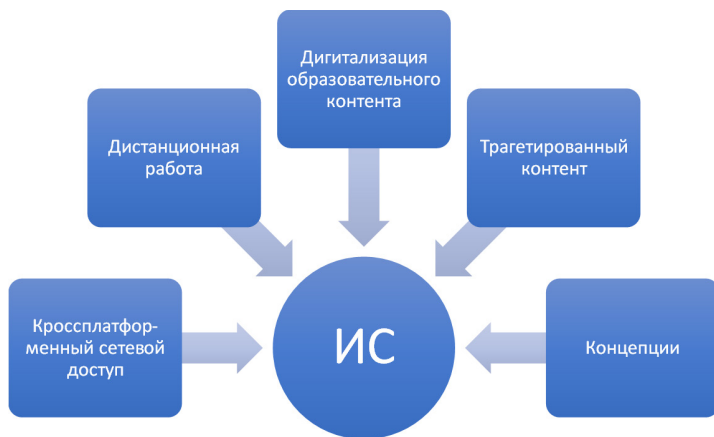 Дигитализация
образовательного
контента
Дистанционная
работа
Трагетированный
контент
Кроссплатфор-
менный сетевой
доступ
ИС
Концепции